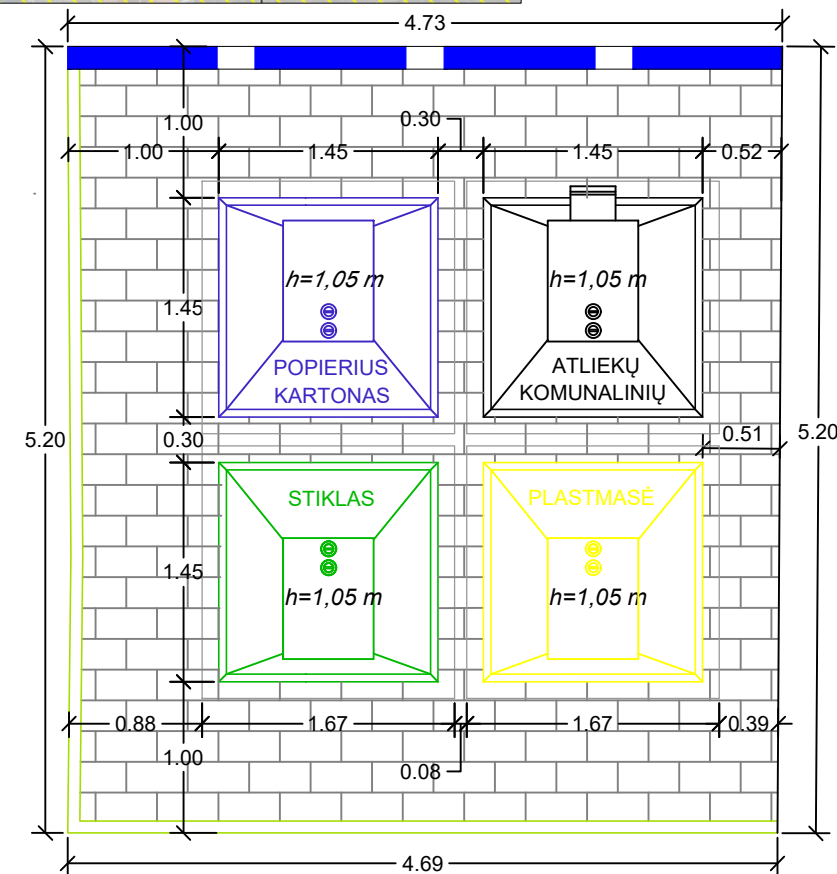 4.73
1.00
0.30
1.00
1.45
1.45
0.52
h=1,05 m
h=1,05 m
1.45
POPIERIUS
KARTONAS
ATLIEKŲ
KOMUNALINIŲ
5.20
0.30
0.51
5.20
STIKLAS
PLASTMASĖ
1.45
h=1,05 m
h=1,05 m
0.88
1.67
1.67
0.39
1.00
0.08
4.69